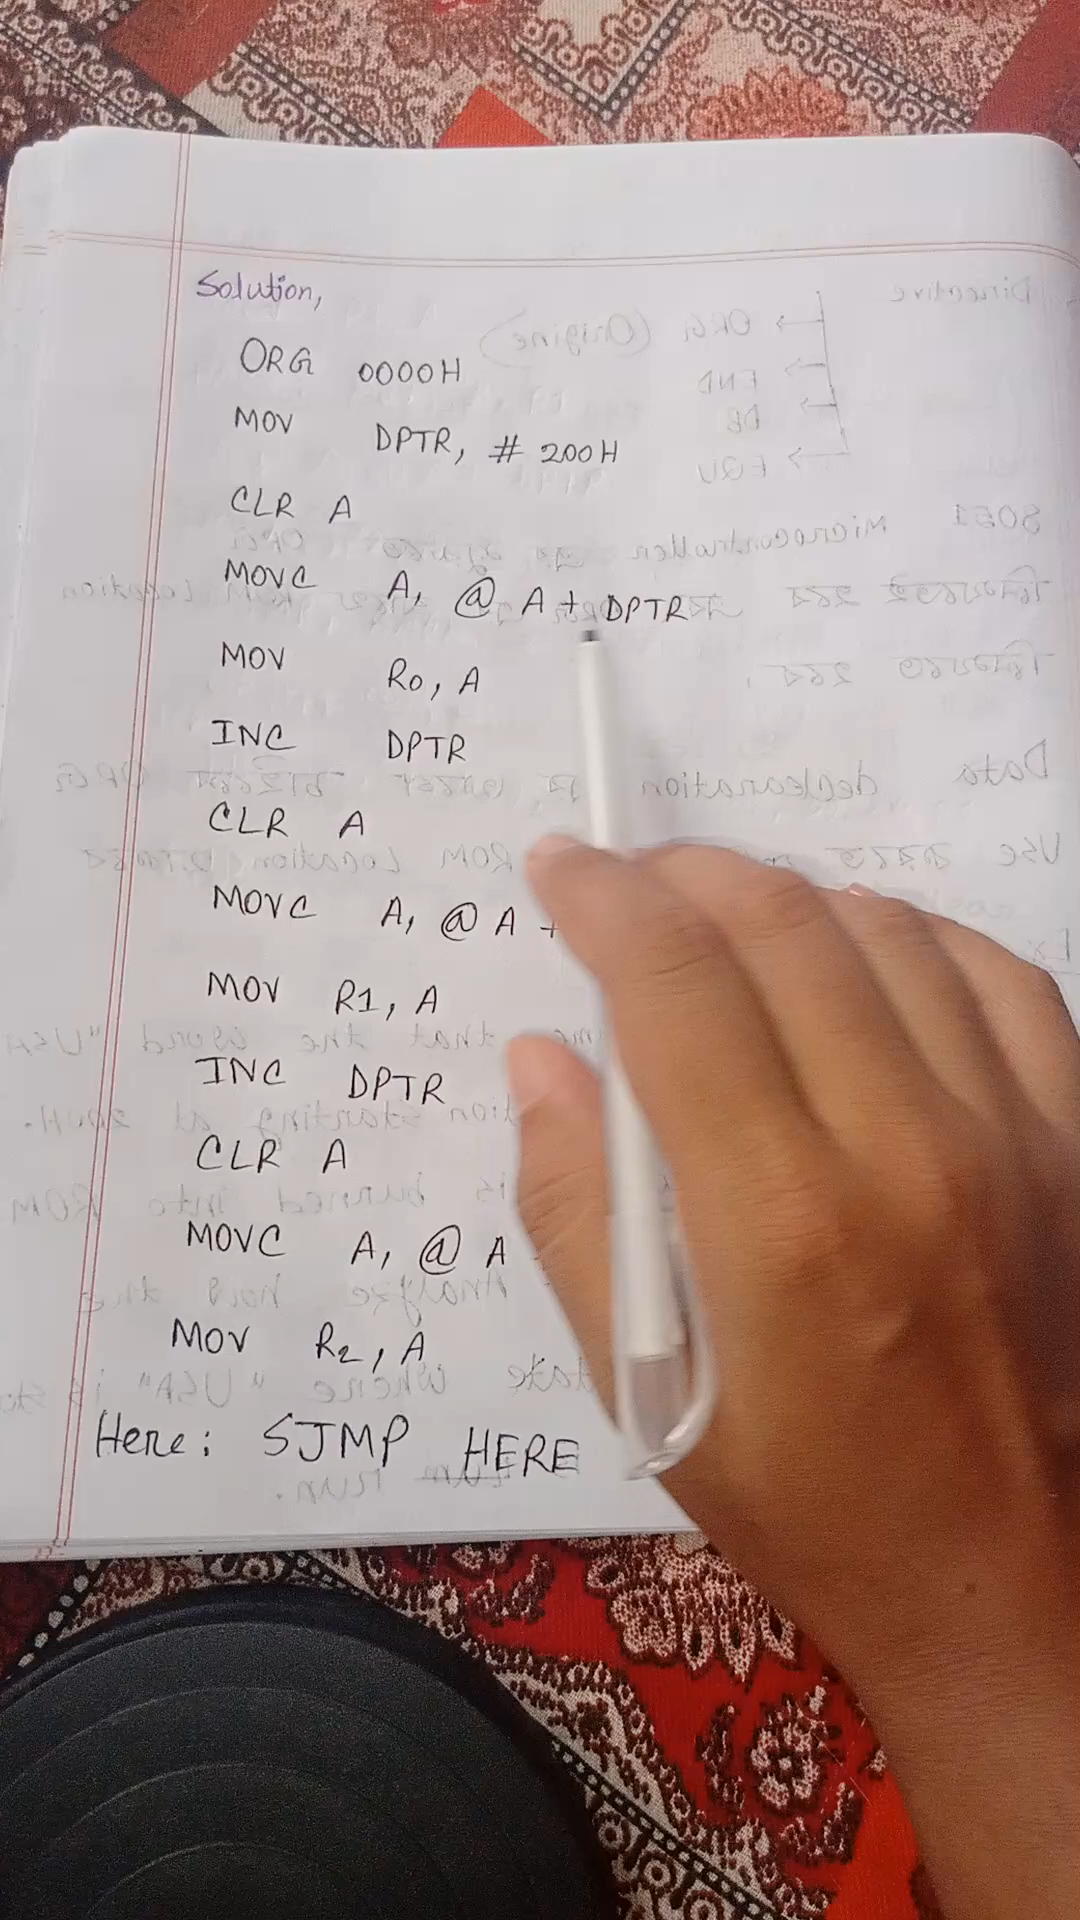 Solution,
ORG 0000H
MOV DPTR, # 200H
CLR A
MOVC A, @ A + DPTR
MOV R0, A
INC DPTR
CLR A
MOVC A, @ A +
MOV R1, A
INC DPTR
CLR A
MOVC A, @ A
MOV R2, A
Here: SJMP HERE